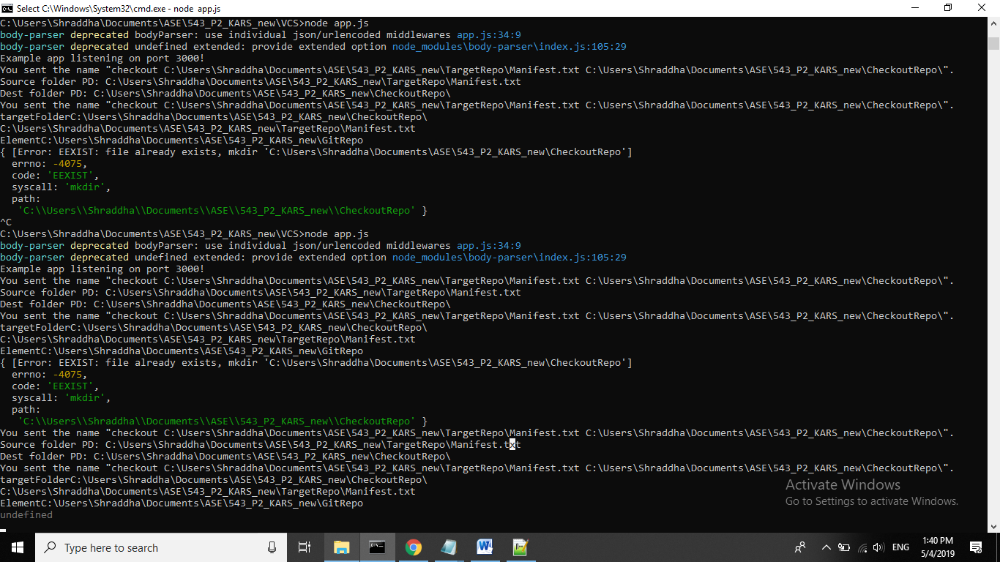 Select C:\Windows\System32\cmd.exe - node app.js
C:\Users\Shraddha\Documents\ASE\543_P2_KARS_new\VCS>node app.js
body-parser deprecated bodyParser: use individual json/urlencoded middlewares app.js:34:9
body-parser deprecated undefined extended: provide extended option node_modules\body-parser\index.js:105:29
Example app listening on port 3000!
You sent the name "checkout C:\Users\Shraddha\Documents\ASE\543_P2_KARS_new\TargetRepo\Manifest.txt C:\Users\Shraddha\Documents\ASE\543_P2_KARS_new\CheckoutRepo\".
Source folder PD: C:\Users\Shraddha\Documents\ASE\543_P2_KARS_new\TargetRepo\Manifest.txt
Dest folder PD: C:\Users\Shraddha\Documents\ASE\543_P2_KARS_new\CheckoutRepo\
You sent the name "checkout C:\Users\Shraddha\Documents\ASE\543_P2_KARS_new\TargetRepo\Manifest.txt C:\Users\Shraddha\Documents\ASE\543_P2_KARS_new\CheckoutRepo\".
targetFolderC:\Users\Shraddha\Documents\ASE\543_P2_KARS_new\CheckoutRepo\
C:\Users\Shraddha\Documents\ASE\543_P2_KARS_new\TargetRepo\Manifest.txt
ElementC:\Users\Shraddha\Documents\ASE\543_P2_KARS_new\GitRepo
{ [Error: EEXIST: file already exists, mkdir 'C:\Users\Shraddha\Documents\ASE\543_P2_KARS_new\CheckoutRepo']
errno: -4075,
code: 'EEXIST',
syscall: 'mkdir',
path:
'C:\\Users\\Shraddha\\Documents\\ASE\\543_P2_KARS_new\\CheckoutRepo' }
^C
C:\Users\Shraddha\Documents\ASE\543_P2_KARS_new\VCS>node app.js
body-parser deprecated bodyParser: use individual json/urlencoded middlewares app.js:34:9
body-parser deprecated undefined extended: provide extended option node_modules\body-parser\index.js:105:29
Example app listening on port 3000!
You sent the name "checkout C:\Users\Shraddha\Documents\ASE\543_P2_KARS_new\TargetRepo\Manifest.txt C:\Users\Shraddha\Documents\ASE\543_P2_KARS_new\CheckoutRepo\".
Source folder PD: C:\Users\Shraddha\Documents\ASE\543_P2_KARS_new\TargetRepo\Manifest.txt
Dest folder PD: C:\Users\Shraddha\Documents\ASE\543_P2_KARS_new\CheckoutRepo\
You sent the name "checkout C:\Users\Shraddha\Documents\ASE\543_P2_KARS_new\TargetRepo\Manifest.txt C:\Users\Shraddha\Documents\ASE\543_P2_KARS_new\CheckoutRepo\".
targetFolderC:\Users\Shraddha\Documents\ASE\543_P2_KARS_new\CheckoutRepo\
C:\Users\Shraddha\Documents\ASE\543_P2_KARS_new\TargetRepo\Manifest.txt
ElementC:\Users\Shraddha\Documents\ASE\543_P2_KARS_new\GitRepo
{ [Error: EEXIST: file already exists, mkdir 'C:\Users\Shraddha\Documents\ASE\543_P2_KARS_new\CheckoutRepo']
errno: -4075,
code: 'EEXIST',
syscall: 'mkdir',
path:
'C:\\Users\\Shraddha\\Documents\\ASE\\543_P2_KARS_new\\CheckoutRepo' }
You sent the name "checkout C:\Users\Shraddha\Documents\ASE\543_P2_KARS_new\TargetRepo\Manifest.txt C:\Users\Shraddha\Documents\ASE\543_P2_KARS_new\CheckoutRepo\".
Source folder PD: C:\Users\Shraddha\Documents\ASE\543_P2_KARS_new\TargetRepo\Manifest.txt
Dest folder PD: C:\Users\Shraddha\Documents\ASE\543_P2_KARS_new\CheckoutRepo\
You sent the name "checkout C:\Users\Shraddha\Documents\ASE\543_P2_KARS_new\TargetRepo\Manifest.txt C:\Users\Shraddha\Documents\ASE\543_P2_KARS_new\CheckoutRepo\".
targetFolderC:\Users\Shraddha\Documents\ASE\543_P2_KARS_new\CheckoutRepo\
C:\Users\Shraddha\Documents\ASE\543_P2_KARS_new\TargetRepo\Manifest.txt
ElementC:\Users\Shraddha\Documents\ASE\543_P2_KARS_new\GitRepo
undefined
Activate Windows
Go to Settings to activate Windows.
Type here to search
ENG
1:40 PM
5/4/2019